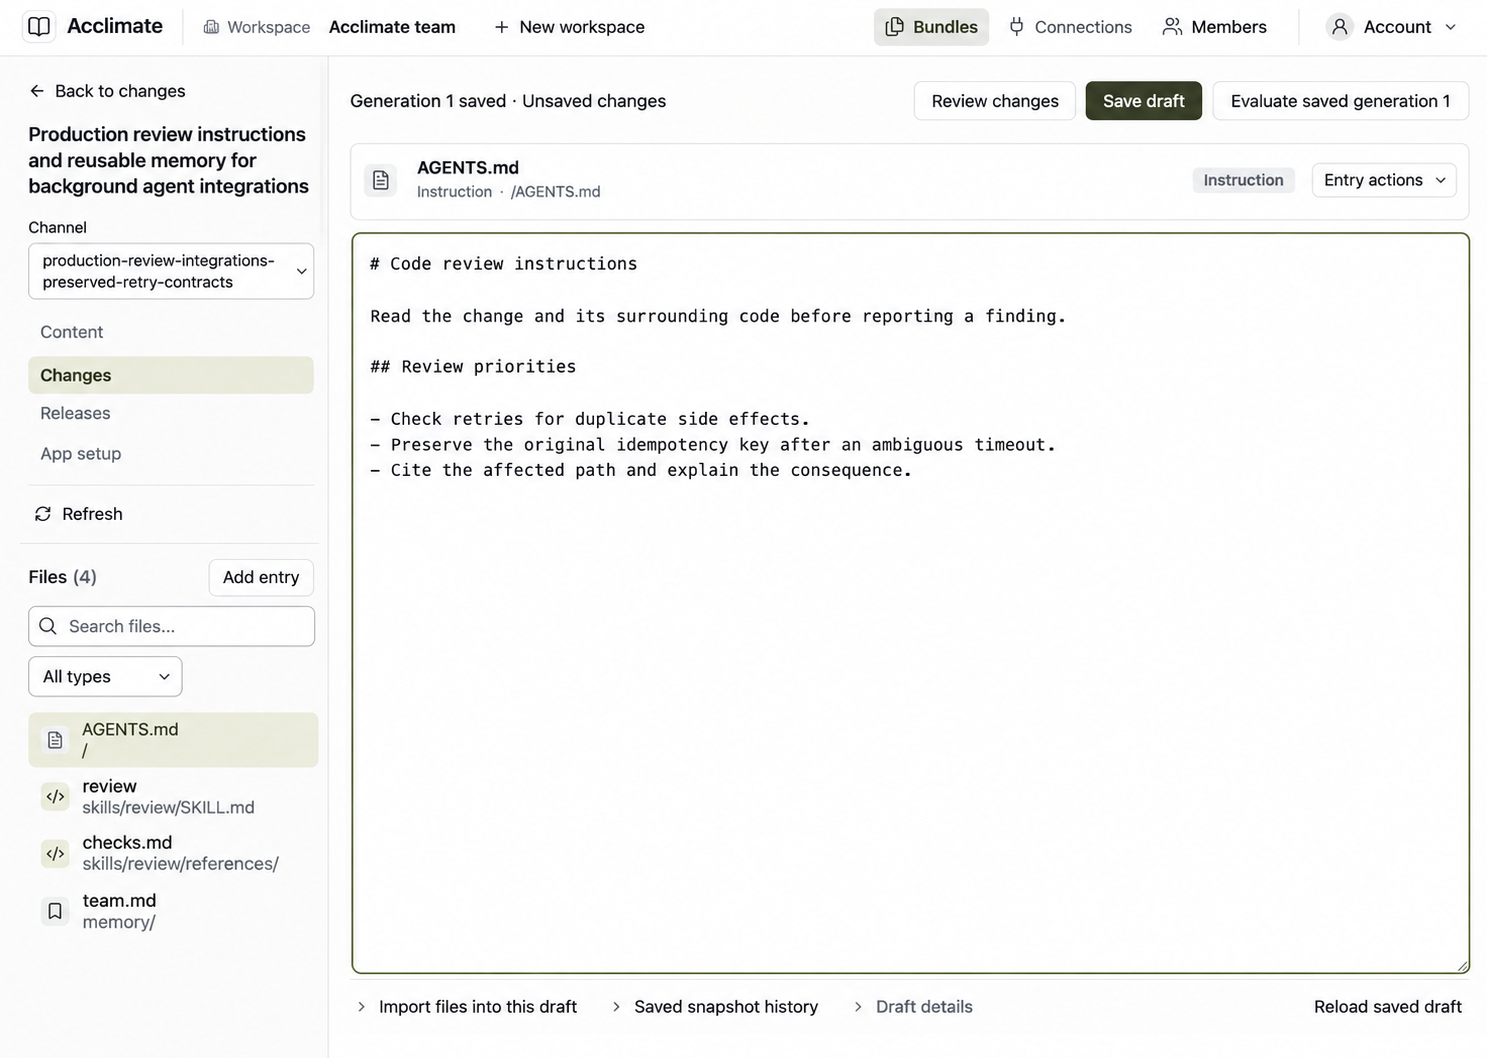 Acclimate
Workspace Acclimate team
New workspace
Bundles
Connections
Members
Account
Back to changes
Production review instructions
and reusable memory for
background agent integrations
Channel
production-review-integrations-
preserved-retry-contracts
Content
Changes
Releases
App setup
Refresh
Files (4)
Add entry
Search files...
All types
AGENTS.md
/
review
skills/review/SKILL.md
checks.md
skills/review/references/
team.md
memory/
Generation 1 saved · Unsaved changes
Review changes
Save draft
Evaluate saved generation 1
AGENTS.md
Instruction · /AGENTS.md
Instruction
Entry actions
# Code review instructions
Read the change and its surrounding code before reporting a finding.
## Review priorities
- Check retries for duplicate side effects.
- Preserve the original idempotency key after an ambiguous timeout.
- Cite the affected path and explain the consequence.
Import files into this draft
Saved snapshot history
Draft details
Reload saved draft